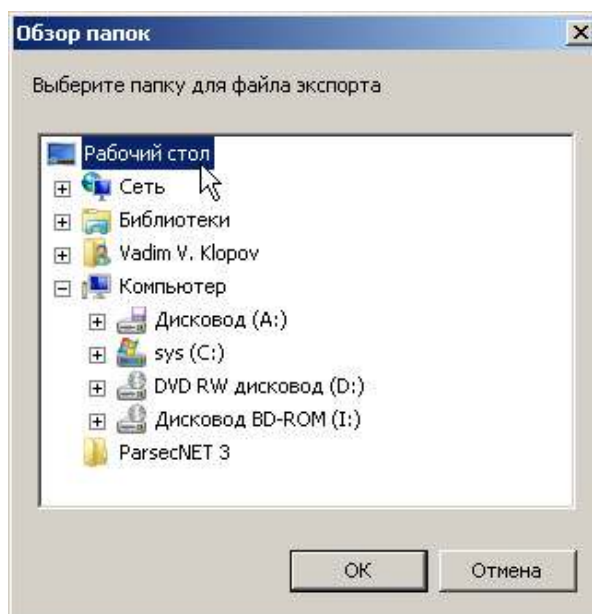 Обзор папок
Выберите папку для файла экспорта
Рабочий стол
Сеть
Библиотеки
Vadim V. Klopov
Компьютер
Дисковод (A:)
sys (C:)
DVD RW дисковод (D:)
Дисковод BD-ROM (I:)
ParsecNET 3
ОК Отмена